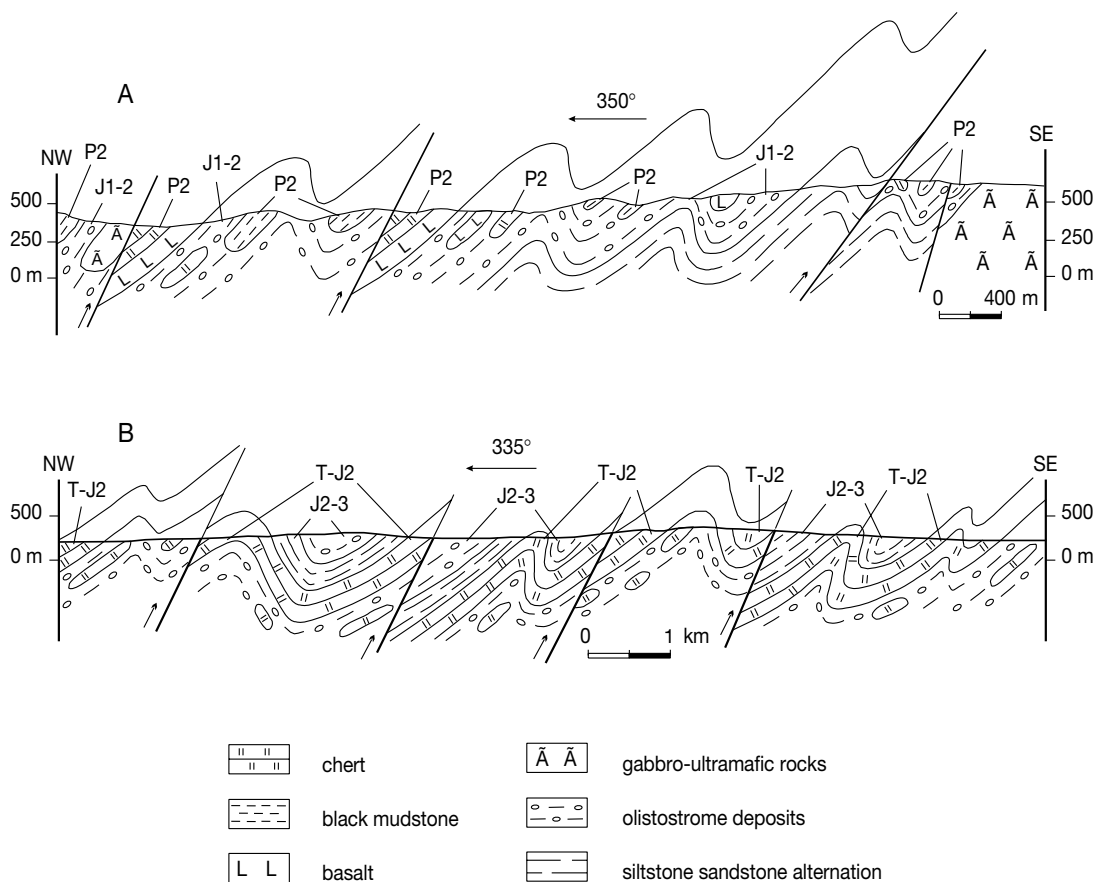 A
350°
NW
P2
J1-2
P2
J1-2
P2
P2
P2
P2
J1-2
P2
SE
500
250
0 m
Ã
Ã
L
L
L
L
L
L
L
L
Ã Ã
Ã Ã
Ã Ã
500
250
0 m
0 400 m
B
335°
NW
T-J2
T-J2
J2-3
J2-3
T-J2
T-J2
J2-3
T-J2
SE
500
0 m
500
0 m
0 1 km
chert
Ã Ã gabbro-ultramafic rocks
black mudstone
olistostrome deposits
L L basalt
siltstone sandstone alternation